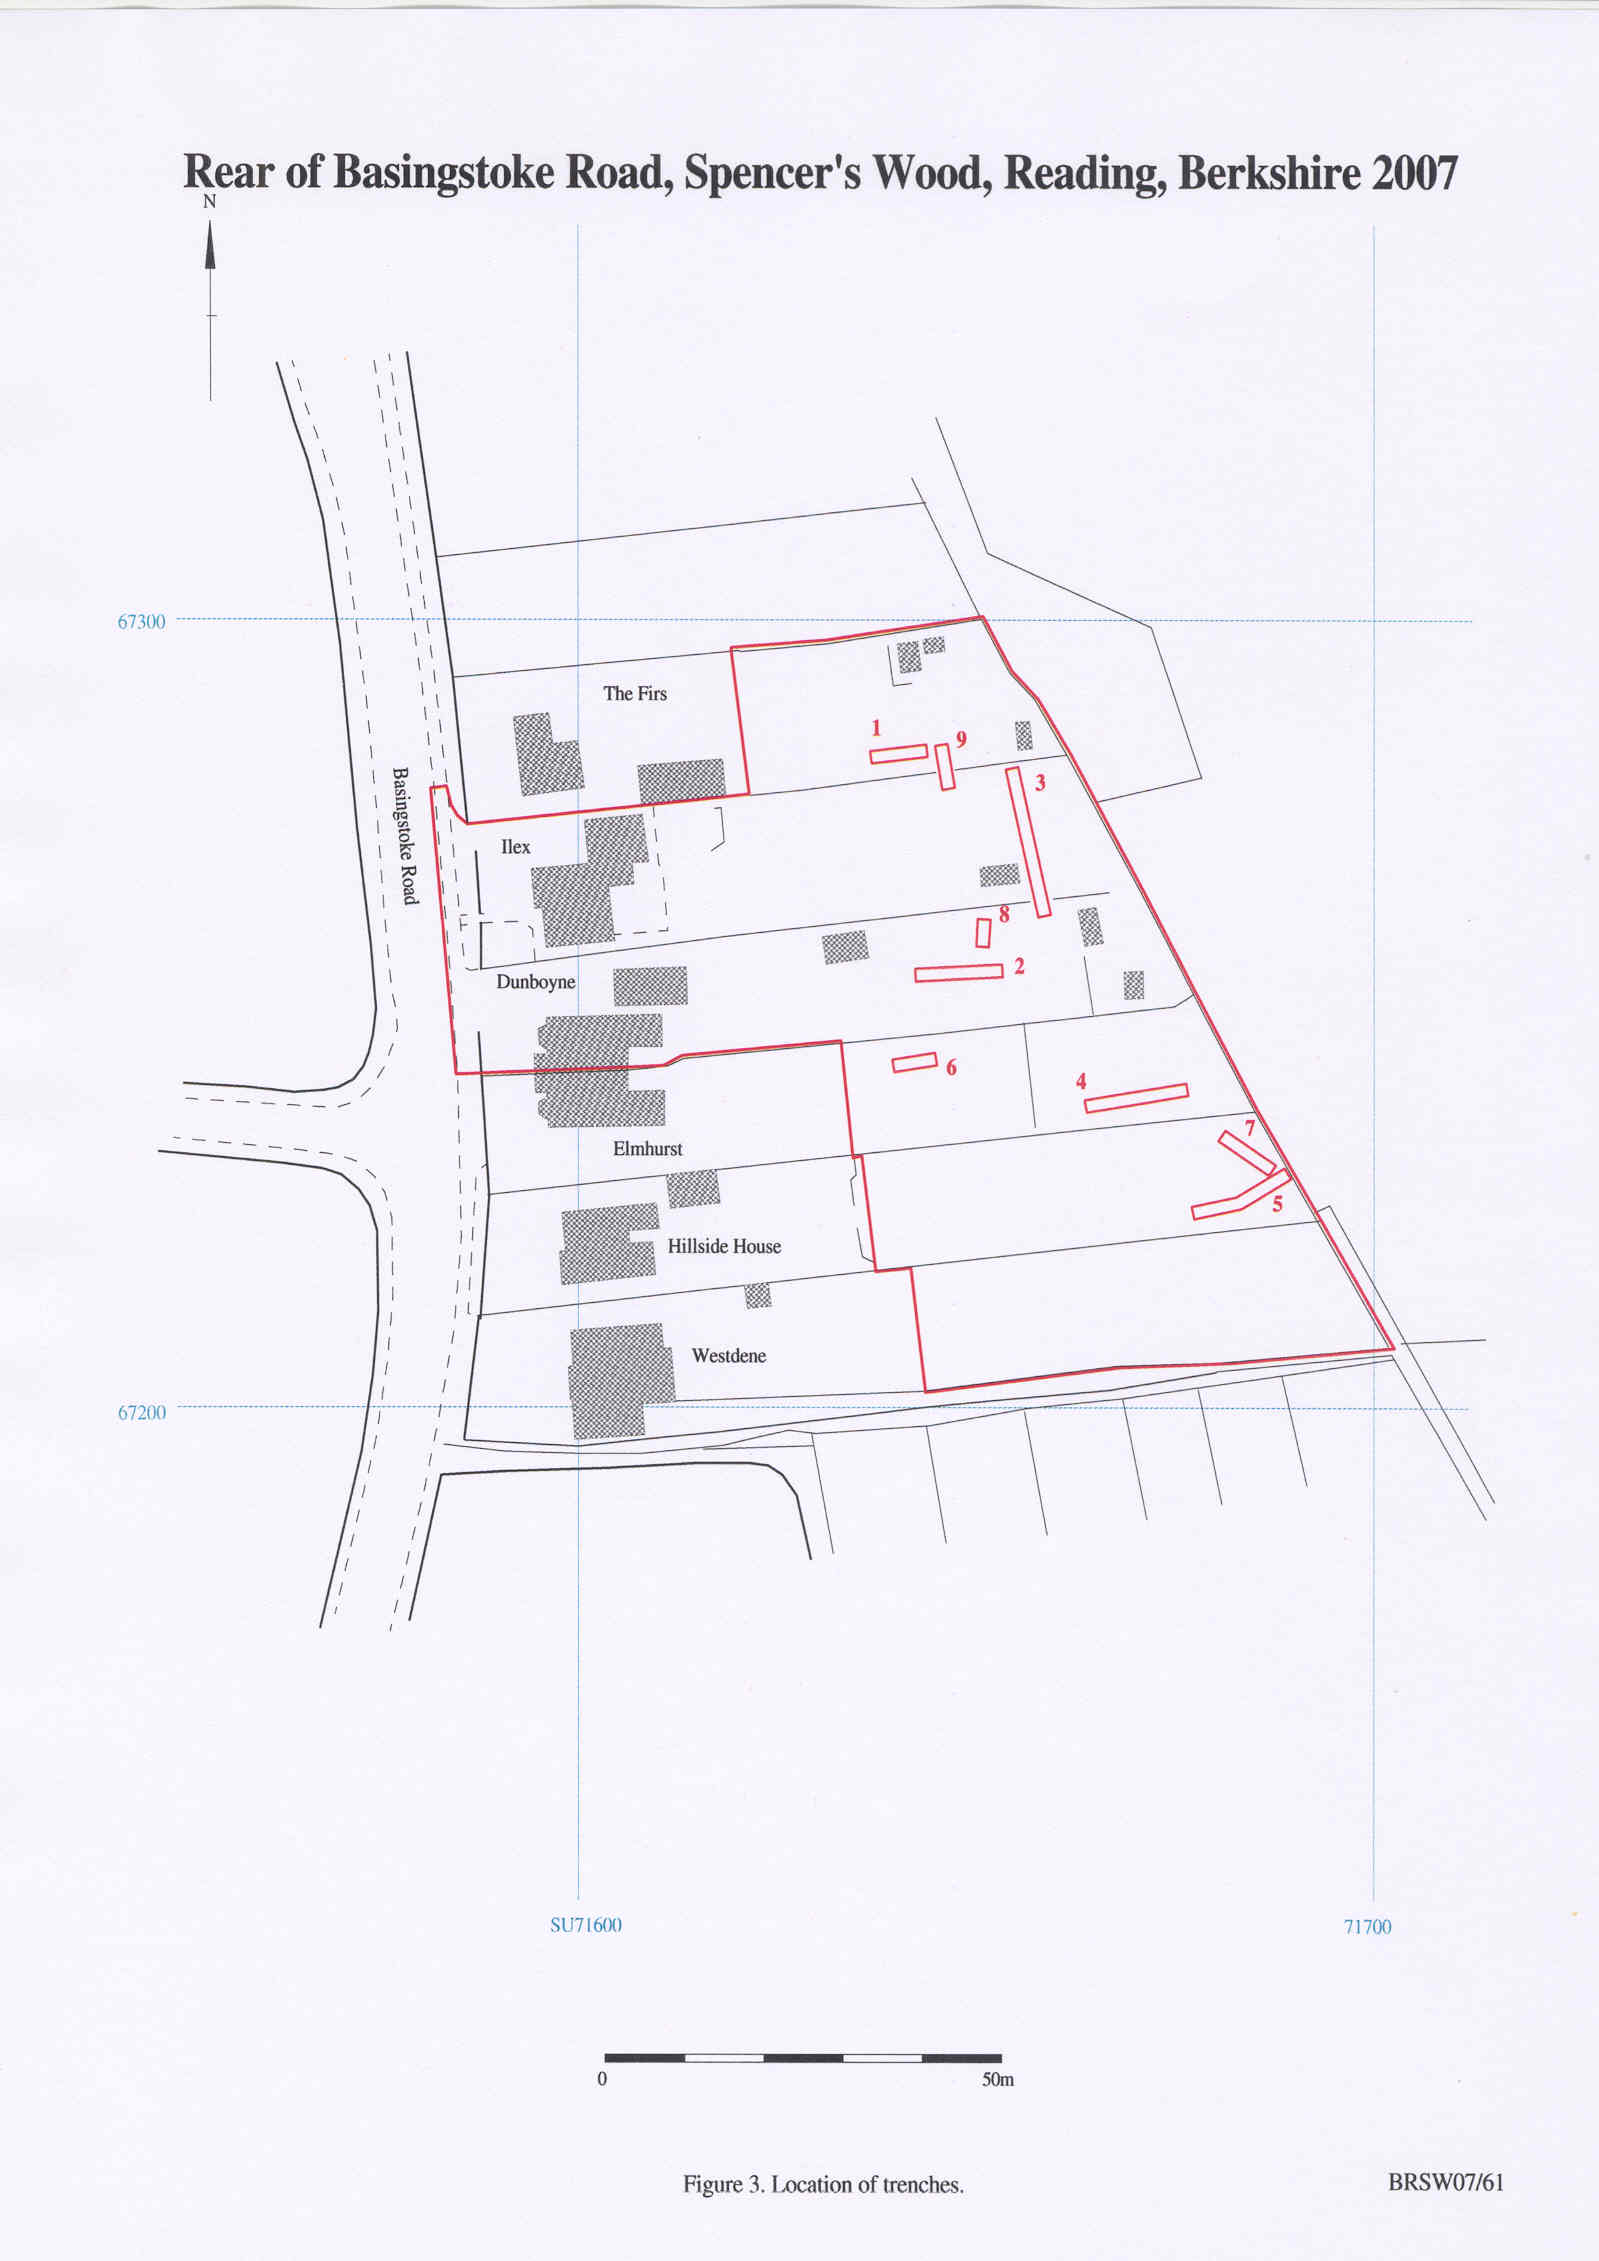 Rear of Basingstoke Road, Spencer's Wood, Reading, Berkshire 2007
N
67300
The Firs
1
9
3
Basingstoke Road
Ilex
8
Dunboyne
2
6
4
Elmhurst
7
5
Hillside House
Westdene
67200
SU71600
71700
0
50m
Figure 3. Location of trenches.
BRSW07/61